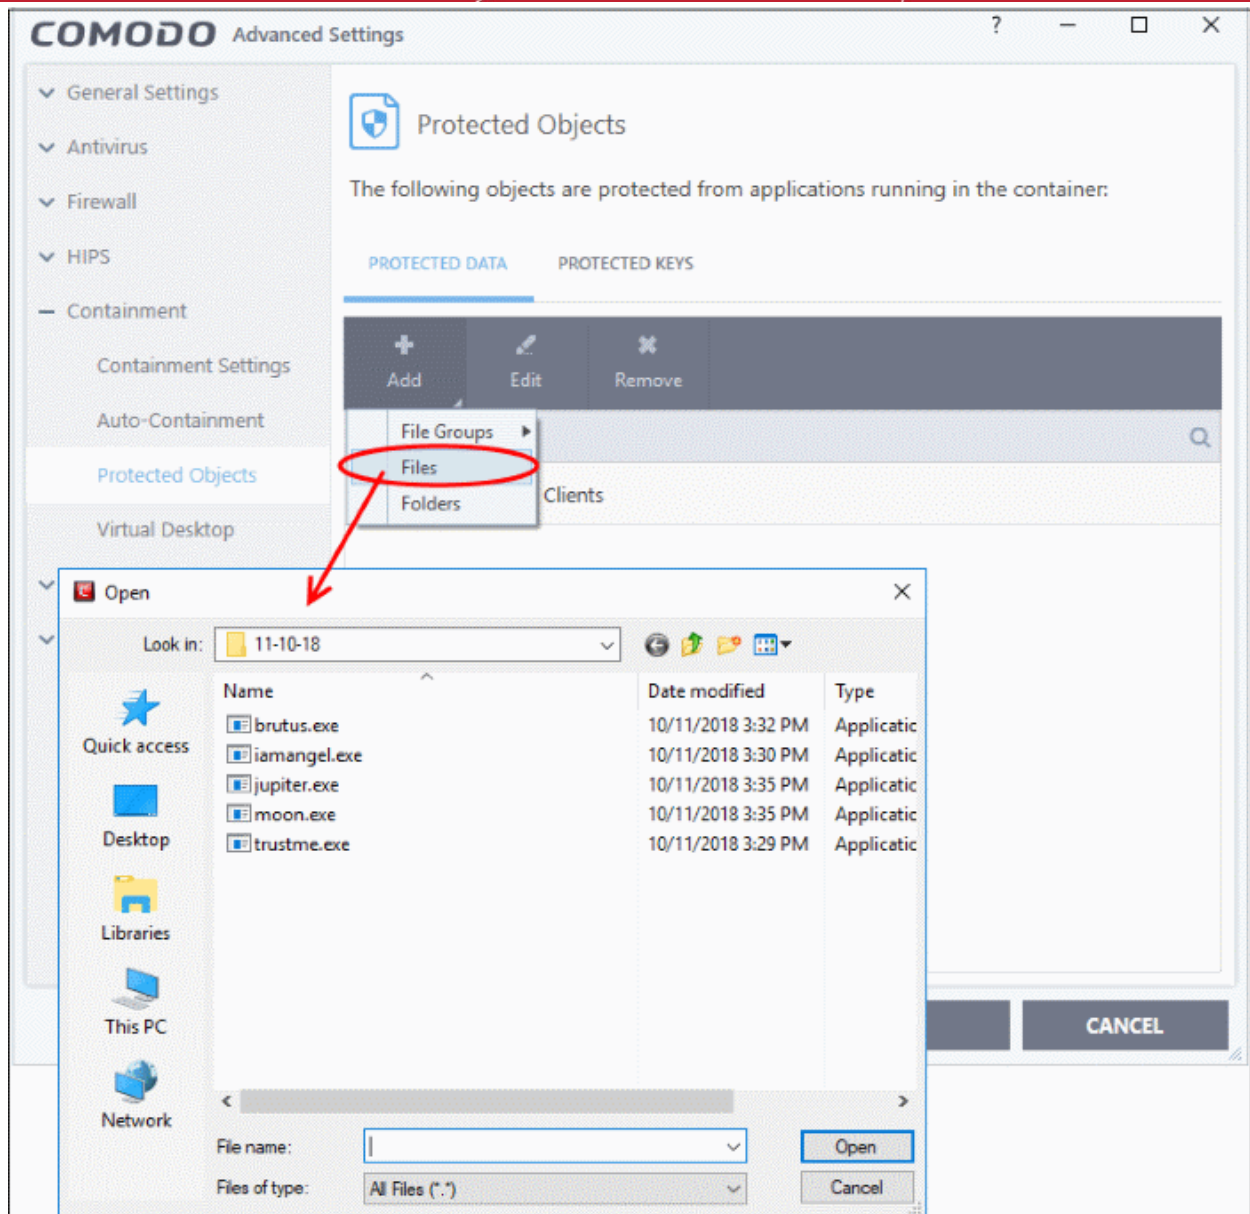 COMODO Advanced Settings ?
General Settings
Antivirus
Firewall
HIPS
Containment
Containment Settings
Auto-Containment
Protected Objects
Virtual Desktop
Protected Objects
The following objects are protected from applications running in the container:
PROTECTED DATA PROTECTED KEYS
Add Edit Remove
File Groups
Files
Folders
Clients
Open
Look in: 11-10-18
Quick access
Desktop
Libraries
This PC
Network
Name Date modified Type
brutus.exe 10/11/2018 3:32 PM Applicatic
iamangel.exe 10/11/2018 3:30 PM Applicatic
jupiter.exe 10/11/2018 3:35 PM Applicatic
moon.exe 10/11/2018 3:35 PM Applicatic
trustme.exe 10/11/2018 3:29 PM Applicatic
File name: Open
Files of type: All Files (*.*) Cancel
CANCEL